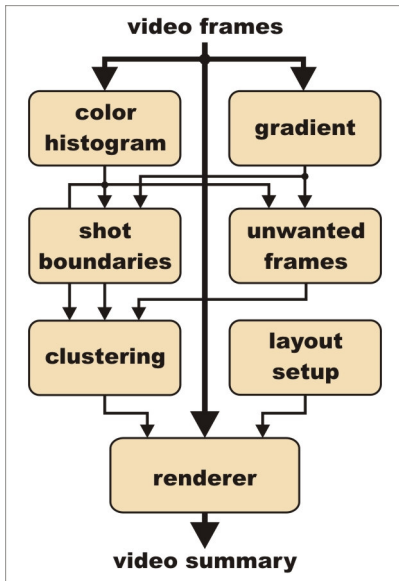 video frames
color
histogram
gradient
shot
boundaries
unwanted
frames
clustering
layout
setup
renderer
video summary